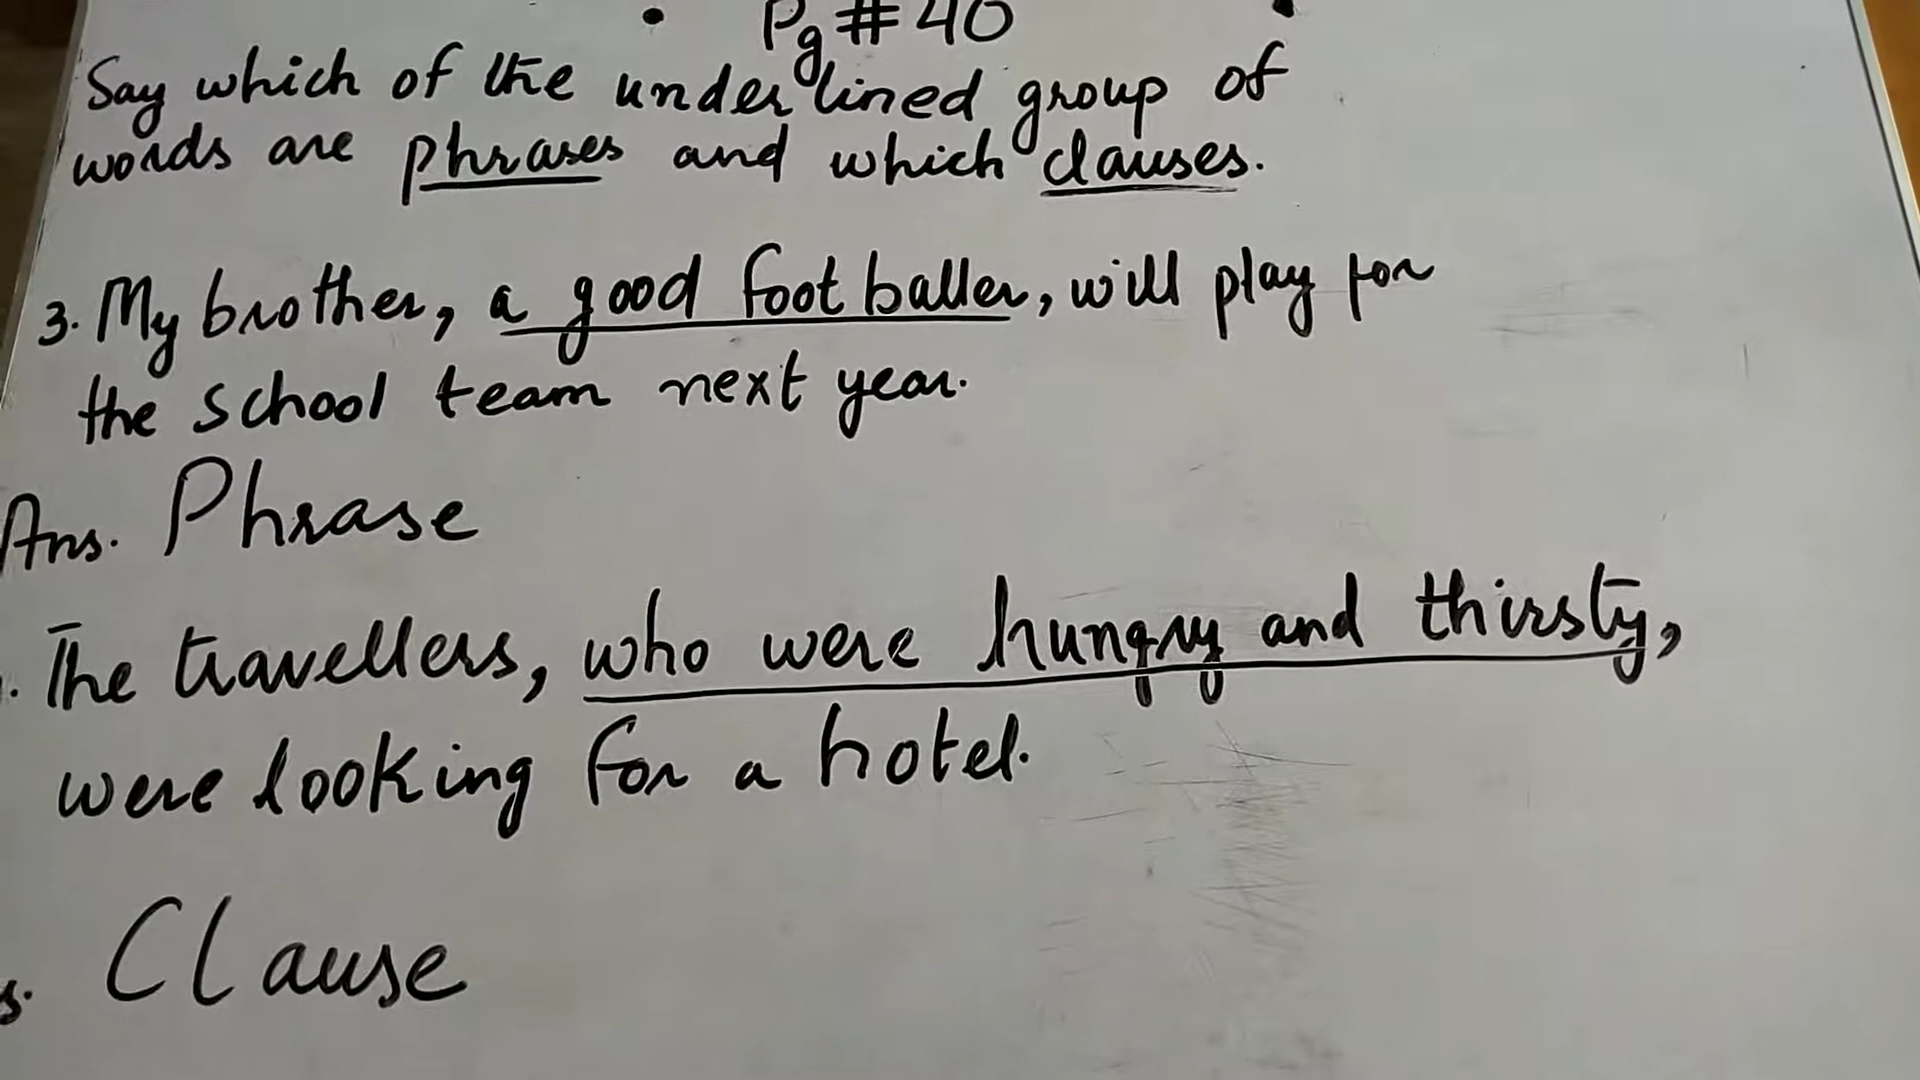 Pg # 40
Say which of the underlined group of
words are phrases and which clauses.
3. My brother, a good foot baller, will play for
the school team next year.
Ans. Phrase
. The travellers, who were hungry and thirsty,
were looking for a hotel.
s. Clause